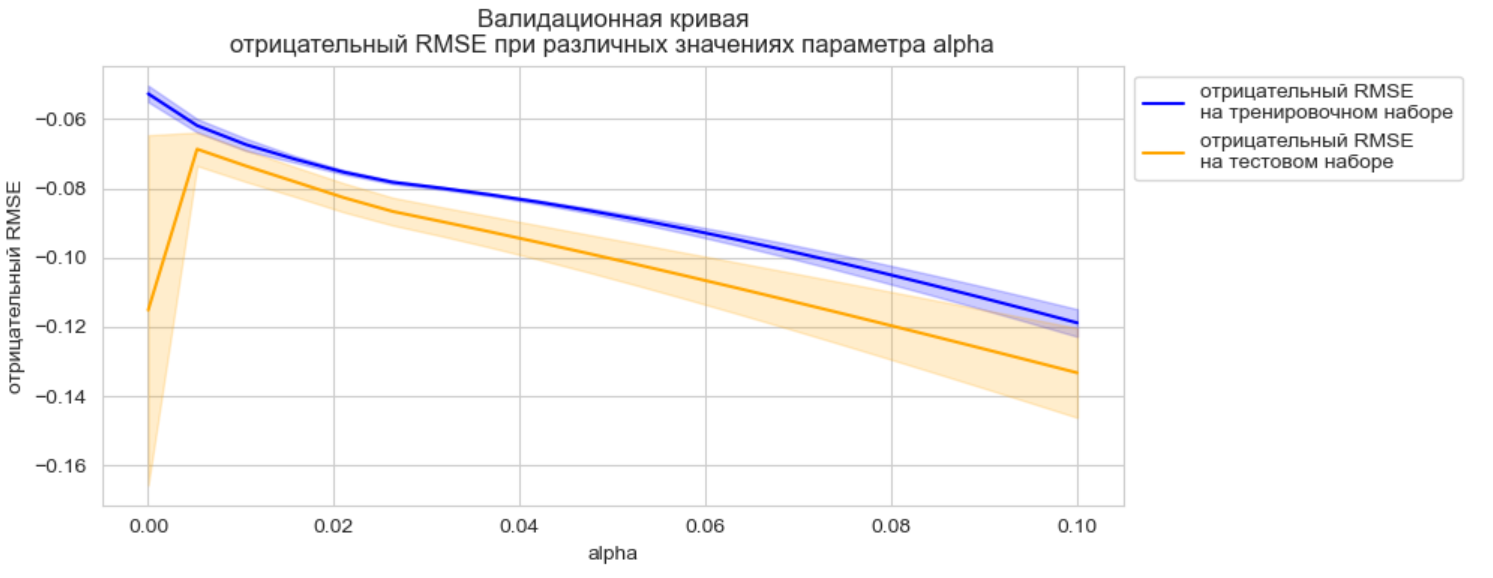 Валидационная кривая
отрицательный RMSE при различных значениях параметра alpha
отрицательный RMSE
на тренировочном наборе
отрицательный RMSE
на тестовом наборе
отрицательный RMSE
−0.06
−0.08
−0.10
−0.12
−0.14
−0.16
0.00
0.02
0.04
0.06
0.08
0.10
alpha